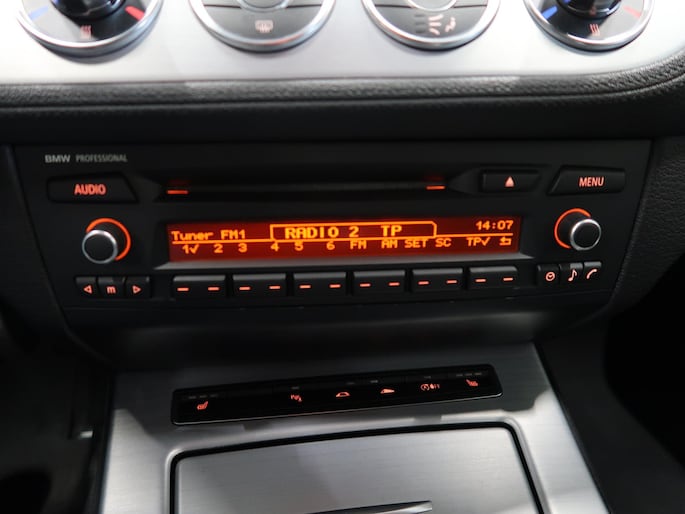 BMW PROFESSIONAL
AUDIO
MENU
Tuner FM1 RADIO 2 TP 14:07
1✓ 2 3 4 5 6 FM AM SET SC TP✓
m